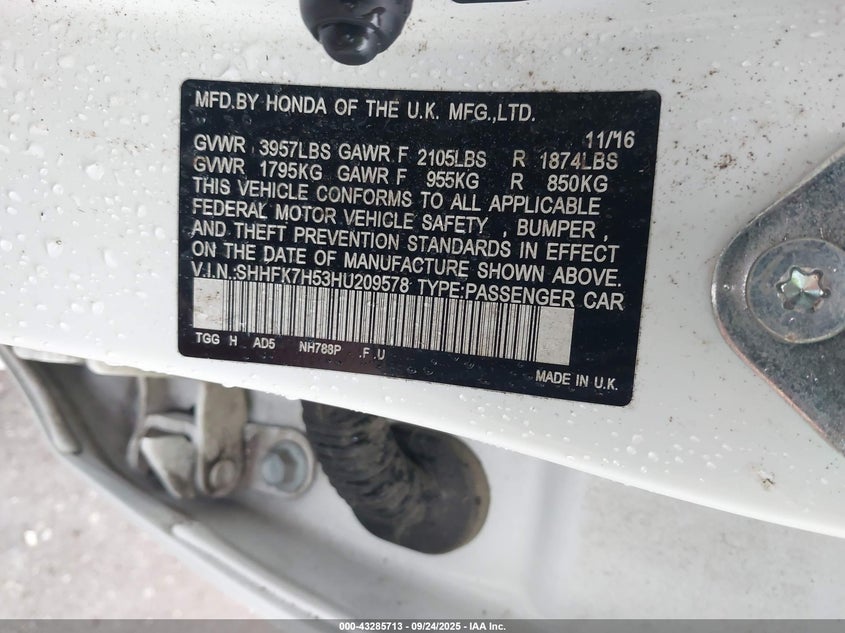 MFD.BY HONDA OF THE U.K. MFG.,LTD.
11/16
GVWR 3957LBS GAWR F 2105LBS R 1874LBS
GVWR 1795KG GAWR F 955KG R 850KG
THIS VEHICLE CONFORMS TO ALL APPLICABLE
FEDERAL MOTOR VEHICLE SAFETY , BUMPER ,
AND THEFT PREVENTION STANDARDS IN EFFECT
ON THE DATE OF MANUFACTURE SHOWN ABOVE.
V.I.N.:SHHFK7H53HU209578 TYPE:PASSENGER CAR
TGG H AD5 NH788P .F U
MADE IN U.K.
000-43285713 - 09/24/2025 - IAA Inc.